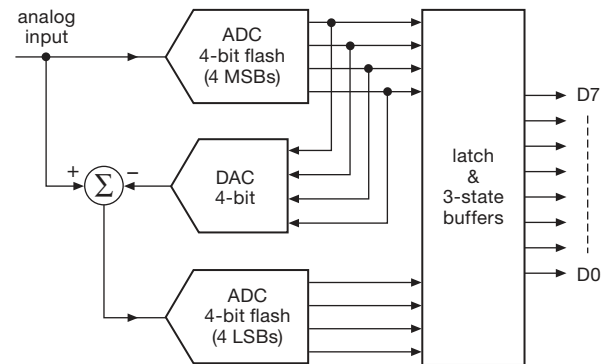 analog
input
ADC
4-bit flash
(4 MSBs)
+
Σ
−
DAC
4-bit
ADC
4-bit flash
(4 LSBs)
latch
&
3-state
buffers
D7
D0